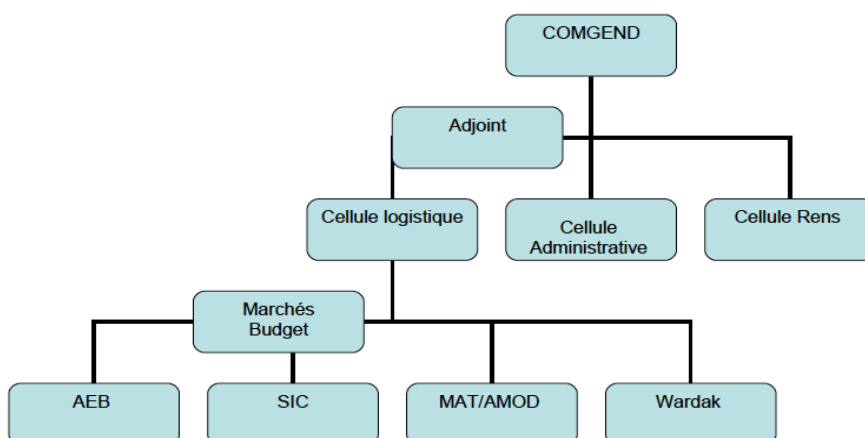 COMGEND
Adjoint
Cellule logistique
Cellule
Administrative
Cellule Rens
Marchés
Budget
AEB
SIC
MAT/AMOD
Wardak